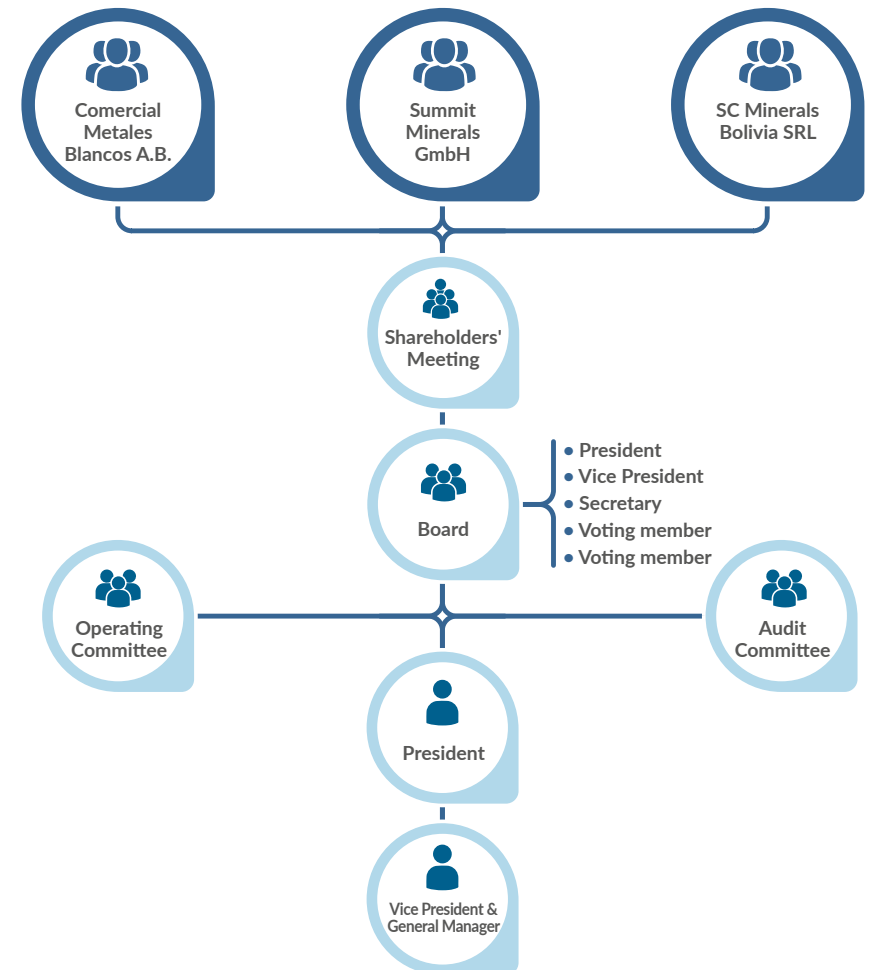 Comercial
Metales
Blancos A.B.
Summit
Minerals
GmbH
SC Minerals
Bolivia SRL
Shareholders'
Meeting
Board
• President
• Vice President
• Secretary
• Voting member
• Voting member
Operating
Committee
Audit
Committee
President
Vice President &
General Manager